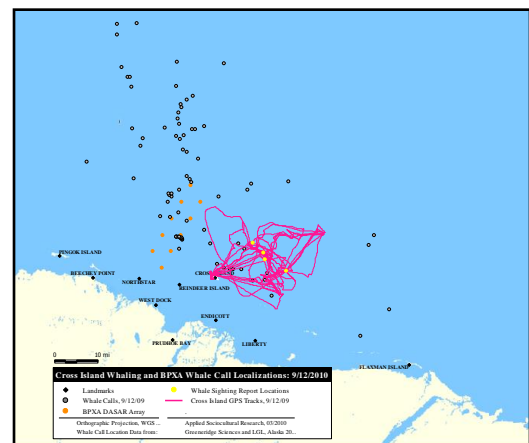 PINGOK ISLAND
BEECHEY POINT
NORTHSTAR
CROSS ISLAND
REINDEER ISLAND
WEST DOCK
ENDICOTT
PRUDHOE BAY
LIBERTY
FLAXMAN ISLAND
0 10 mi
Cross Island Whaling and BPXA Whale Call Localizations: 9/12/2010
Landmarks
Whale Sighting Report Locations
Whale Calls, 9/12/09
Cross Island GPS Tracks, 9/12/09
BPXA DASAR Array
Orthographic Projection, WGS ...
Applied Sociocultural Research, 03/2010
Whale Call Location Data from:
Greeneridge Sciences and LGL, Alaska 20...